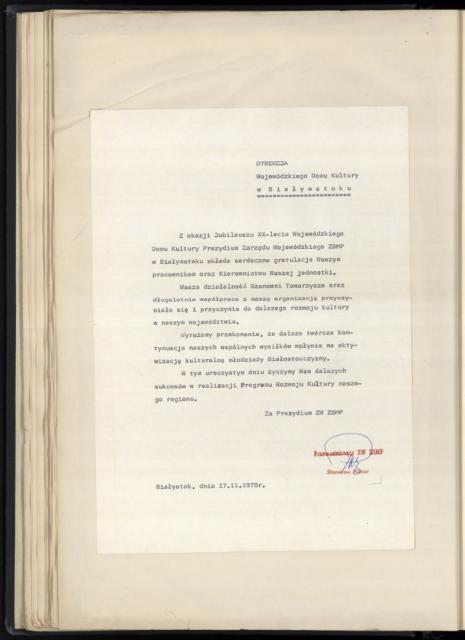 DYREKCJA
Wojewódzkiego Domu Kultury
w Białymstoku
Z okazji Jubileuszu XX-lecia Wojewódzkiego
Domu Kultury Prezydium Zarządu Wojewódzkiego ZSMP
w Białymstoku składa serdeczne gratulacje Waszym
pracownikom oraz Kierownictwu Waszej jednostki.
Wasza działalność Szanowni Towarzysze oraz
długoletnia współpraca z naszą organizacją przyczy-
niała się i przyczynia do dalszego rozwoju kultury
w naszym województwie.
Wyrażamy przekonanie, że dalsza twórcza kon-
tynuacja naszych wspólnych wysiłków wpłynie na akty-
wizację kulturalną młodzieży Białostocczyzny.
W tym uroczystym dniu życzymy Wam dalszych
sukcesów w realizacji Programu Rozwoju Kultury nasze-
go regionu.
Za Prezydium ZW ZSMP
Przewodniczący ZW ZSMP
Stanisław
Białystok, dnia 17.11.1978r.